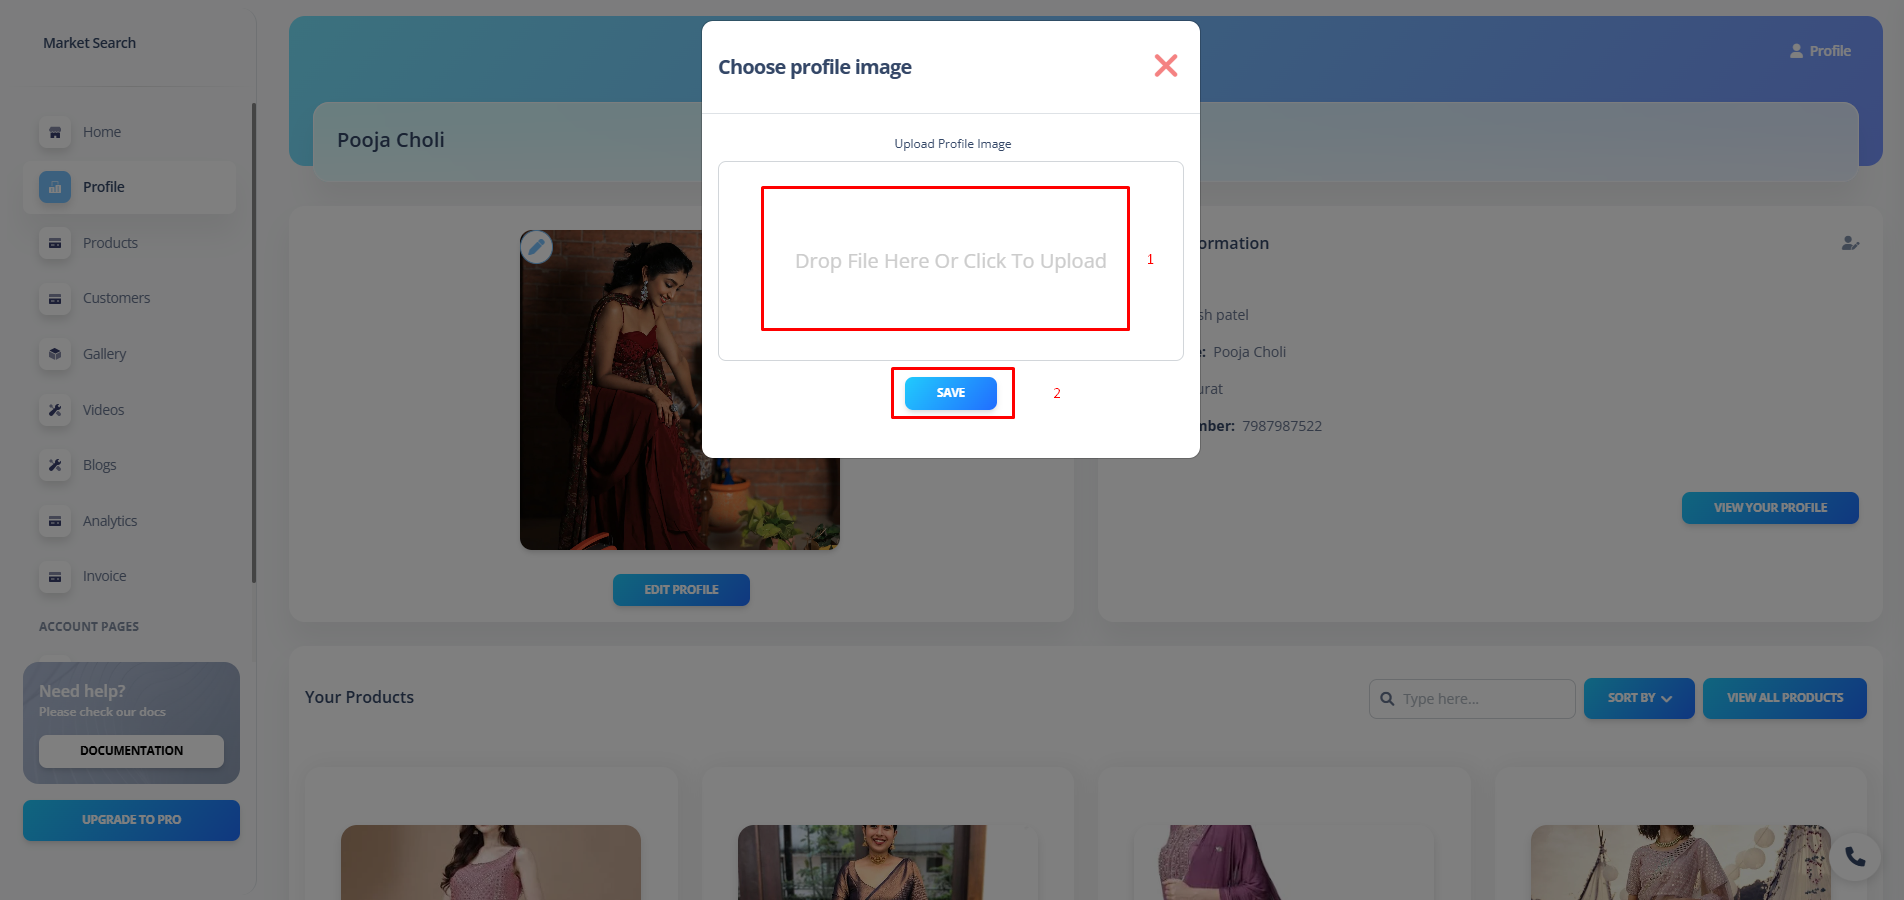 Market Search
Home
Profile
Products
Customers
Gallery
Videos
Blogs
Analytics
Invoice
ACCOUNT PAGES
Need help?
Please check our docs
DOCUMENTATION
UPGRADE TO PRO
Profile
Pooja Choli
Choose profile image
Upload Profile Image
Drop File Here Or Click To Upload
1
SAVE
2
EDIT PROFILE
ormation
sh patel
e: Pooja Choli
urat
mber: 7987987522
VIEW YOUR PROFILE
Your Products
Type here...
SORT BY
VIEW ALL PRODUCTS